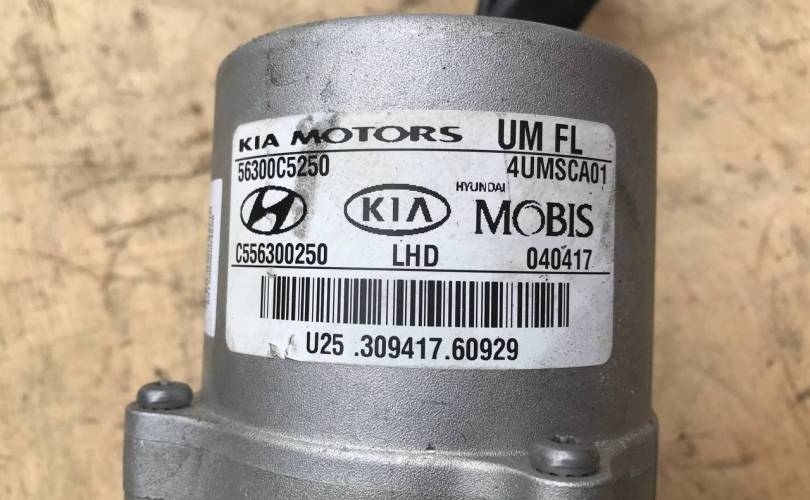 KIA MOTORS UM FL
56300C5250 4UMSCA01
KIA HYUNDAI MOBIS
C556300250 LHD 040417
U25 .309417.60929